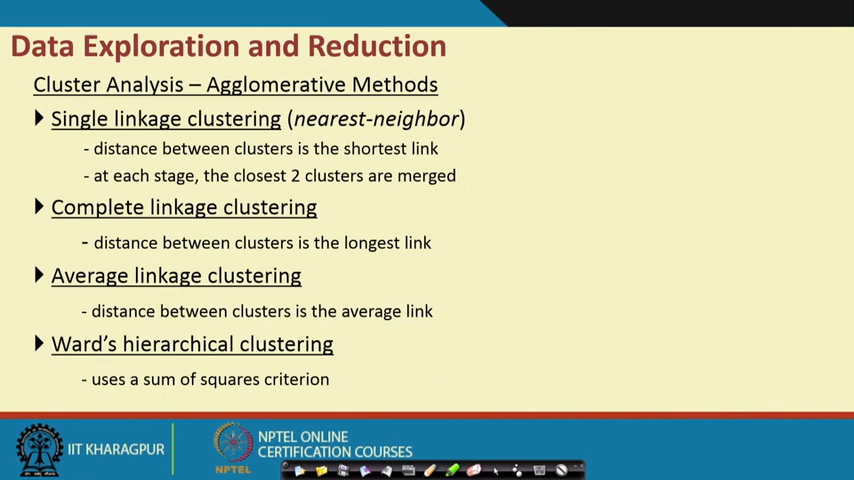 Data Exploration and Reduction
Cluster Analysis – Agglomerative Methods
Single linkage clustering (nearest-neighbor)
- distance between clusters is the shortest link
- at each stage, the closest 2 clusters are merged
Complete linkage clustering
- distance between clusters is the longest link
Average linkage clustering
- distance between clusters is the average link
Ward's hierarchical clustering
- uses a sum of squares criterion
IIT KHARAGPUR
NPTEL
NPTEL ONLINE
CERTIFICATION COURSES